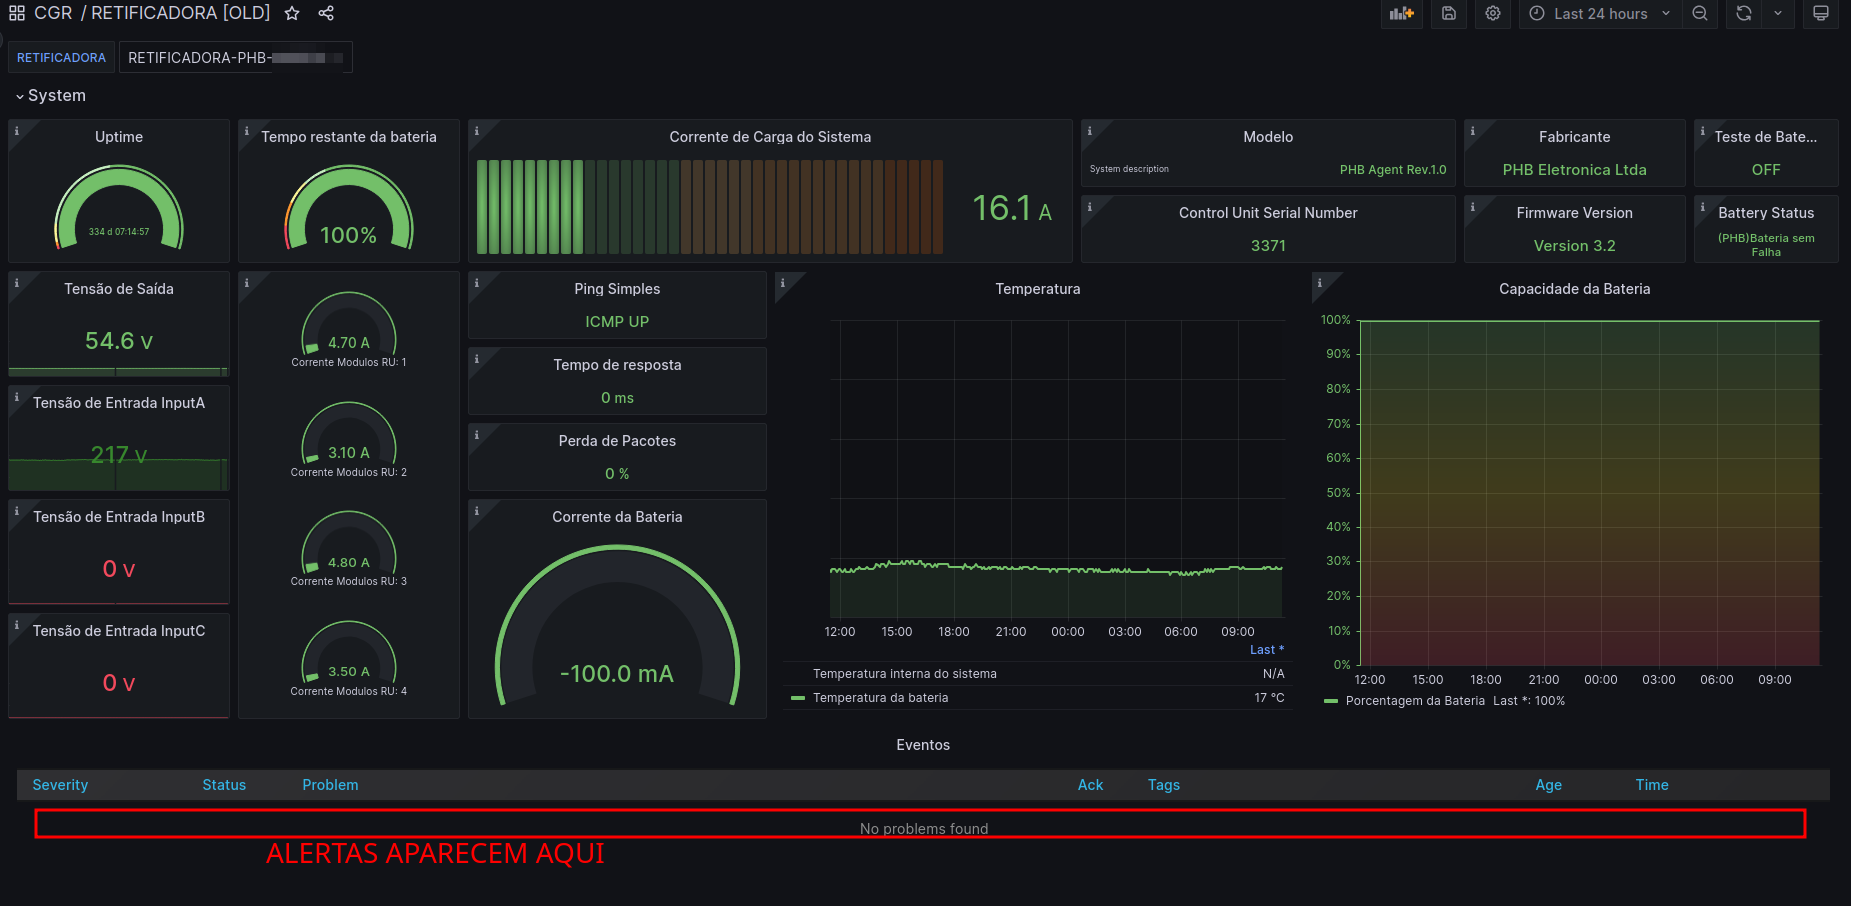 CGR / RETIFICADORA [OLD]
Last 24 hours
RETIFICADORA
RETIFICADORA-PHB-
System
Uptime
334 d 07:14:57
Tempo restante da bateria
100%
Corrente de Carga do Sistema
16.1 A
Modelo
System description
PHB Agent Rev.1.0
Fabricante
PHB Eletronica Ltda
Teste de Bate...
OFF
Control Unit Serial Number
3371
Firmware Version
Version 3.2
Battery Status
(PHB)Bateria sem
Falha
Tensão de Saída
54.6 V
Tensão de Entrada InputA
217 V
Tensão de Entrada InputB
0 V
Tensão de Entrada InputC
0 V
4.70 A
Corrente Modulos RU: 1
3.10 A
Corrente Modulos RU: 2
4.80 A
Corrente Modulos RU: 3
3.50 A
Corrente Modulos RU: 4
Ping Simples
ICMP UP
Tempo de resposta
0 ms
Perda de Pacotes
0 %
Corrente da Bateria
-100.0 mA
Temperatura
12:00 15:00 18:00 21:00 00:00 03:00 06:00 09:00
Last *
Temperatura interna do sistema N/A
Temperatura da bateria 17 °C
Capacidade da Bateria
100%
90%
80%
70%
60%
50%
40%
30%
20%
10%
0%
12:00 15:00 18:00 21:00 00:00 03:00 06:00 09:00
Porcentagem da Bateria Last *: 100%
Eventos
Severity Status Problem Ack Tags Age Time
No problems found
ALERTAS APARECEM AQUI